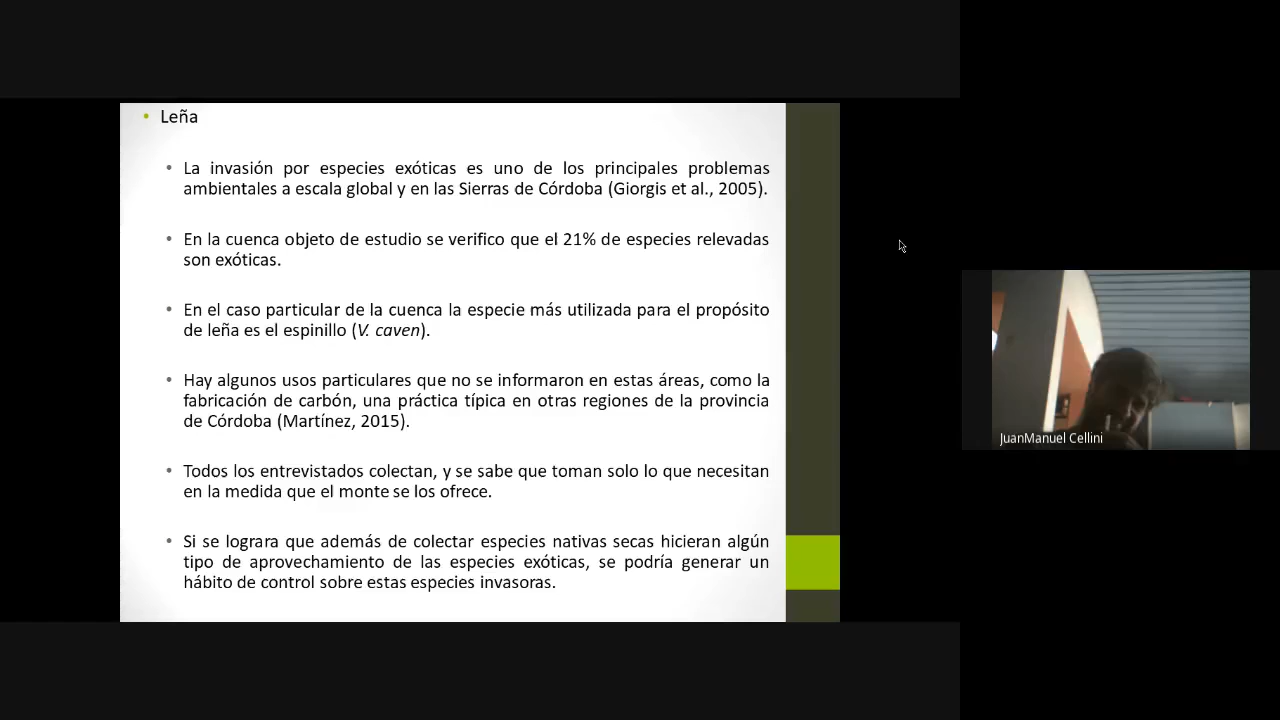 Leña
La invasión por especies exóticas es uno de los principales problemas
ambientales a escala global y en las Sierras de Córdoba (Giorgis et al., 2005).
En la cuenca objeto de estudio se verifico que el 21% de especies relevadas
son exóticas.
En el caso particular de la cuenca la especie más utilizada para el propósito
de leña es el espinillo (V. caven).
Hay algunos usos particulares que no se informaron en estas áreas, como la
fabricación de carbón, una práctica típica en otras regiones de la provincia
de Córdoba (Martínez, 2015).
Todos los entrevistados colectan, y se sabe que toman solo lo que necesitan
en la medida que el monte se los ofrece.
Si se lograra que además de colectar especies nativas secas hicieran algún
tipo de aprovechamiento de las especies exóticas, se podría generar un
hábito de control sobre estas especies invasoras.
JuanManuel Cellini